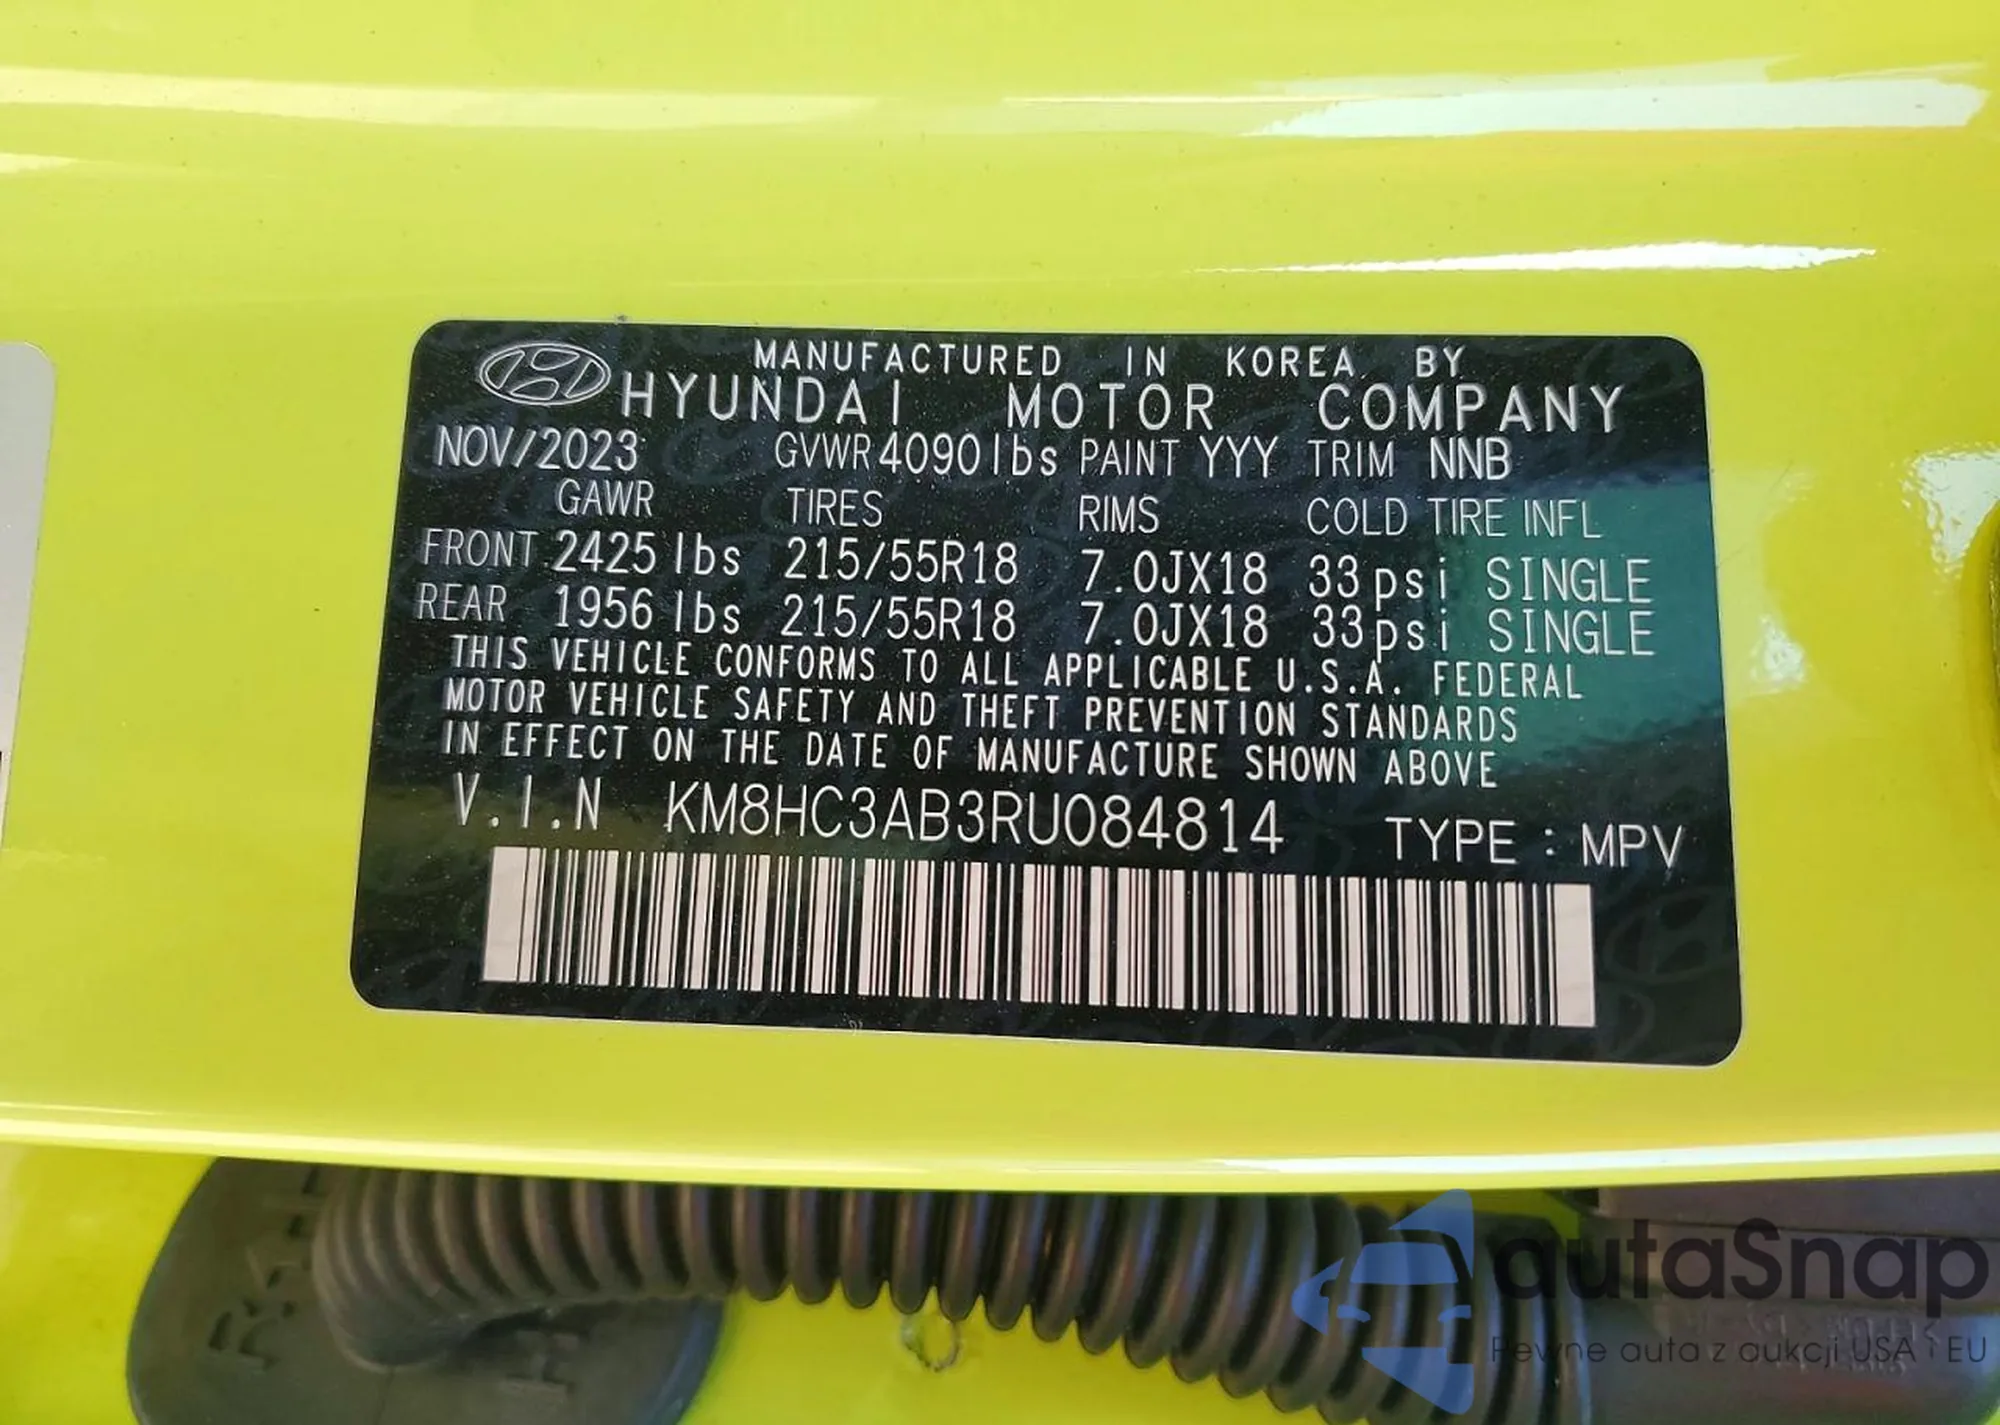 MANUFACTURED IN KOREA BY
HYUNDAI MOTOR COMPANY
NOV/2023 GVWR 4090 lbs PAINT YYY TRIM NNB
GAWR TIRES RIMS COLD TIRE INFL
FRONT 2425 lbs 215/55R18 7.0JX18 33psi SINGLE
REAR 1956 lbs 215/55R18 7.0JX18 33psi SINGLE
THIS VEHICLE CONFORMS TO ALL APPLICABLE U.S.A. FEDERAL
MOTOR VEHICLE SAFETY AND THEFT PREVENTION STANDARDS
IN EFFECT ON THE DATE OF MANUFACTURE SHOWN ABOVE
V.I.N KM8HC3AB3RU084814 TYPE : MPV
autaSnap
Pewne auta z aukcji USA i EU